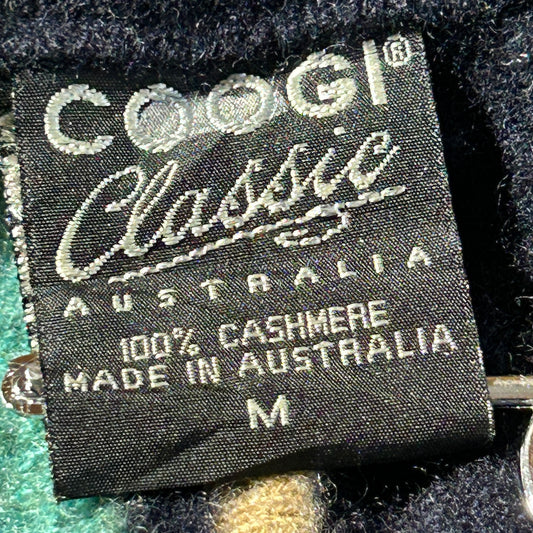 COOGI®
Classic
AUSTRALIA
100% CASHMERE
MADE IN AUSTRALIA
M